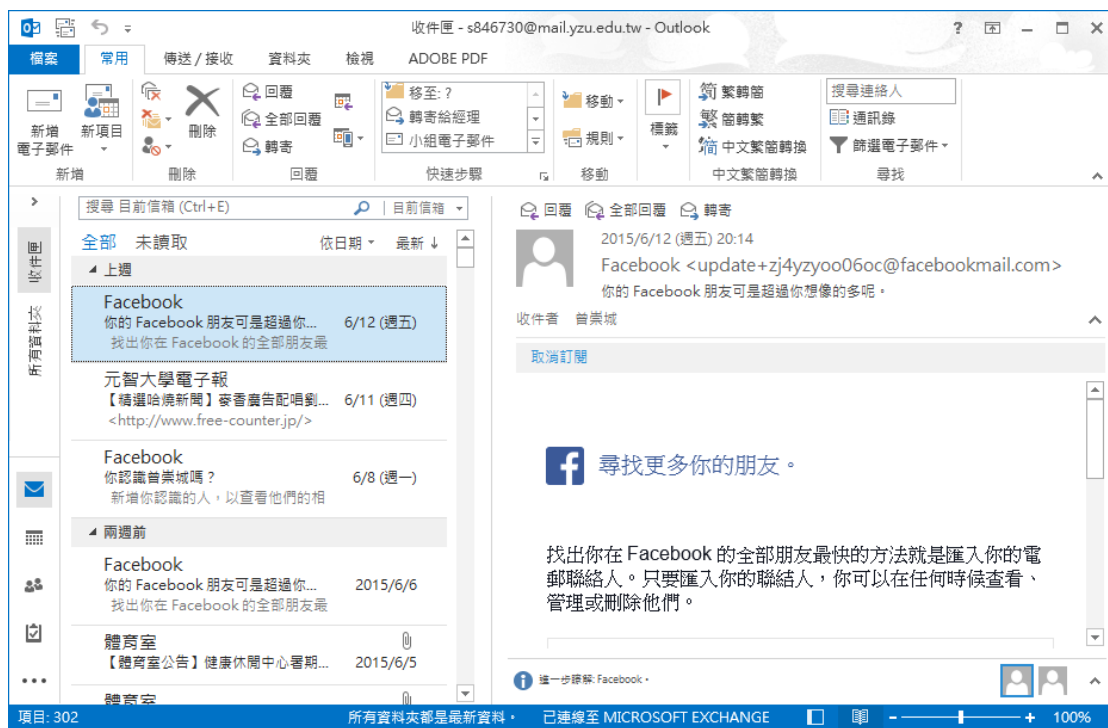 收件匣 - s846730@mail.yzu.edu.tw - Outlook
檔案 常用 傳送 / 接收 資料夾 檢視 ADOBE PDF
新增
電子郵件
新項目
刪除
回覆
全部回覆
轉寄
移至: ?
轉寄給經理
小組電子郵件
移動
規則
標籤
繁轉簡
簡轉繁
中文繁簡轉換
搜尋連絡人
通訊錄
篩選電子郵件
新增 刪除 回覆 快速步驟 移動 中文繁簡轉換 尋找
收件匣
所有資料夾
搜尋 目前信箱 (Ctrl+E) 目前信箱
全部 未讀取 依日期 最新 ↓
上週
Facebook
你的 Facebook 朋友可是超過你... 6/12 (週五)
找出你在 Facebook 的全部朋友最
元智大學電子報
【精選哈燒新聞】麥香廣告配唱劉... 6/11 (週四)
<http://www.free-counter.jp/>
Facebook
你認識曾崇城嗎？ 6/8 (週一)
新增你認識的人，以查看他們的相
兩週前
Facebook
你的 Facebook 朋友可是超過你... 2015/6/6
找出你在 Facebook 的全部朋友最
體育室
【體育室公告】健康休閒中心暑期... 2015/6/5
體育室
回覆 全部回覆 轉寄
2015/6/12 (週五) 20:14
Facebook <update+zj4yzyoo06oc@facebookmail.com>
你的 Facebook 朋友可是超過你想像的多呢。
收件者 曾崇城
取消訂閱
尋找更多你的朋友。
找出你在 Facebook 的全部朋友最快的方法就是匯入你的電
郵聯絡人。只要匯入你的聯結人，你可以在任何時候查看、
管理或刪除他們。
進一步瞭解: Facebook。
項目: 302 所有資料夾都是最新資料。 已連線至 MICROSOFT EXCHANGE 100%